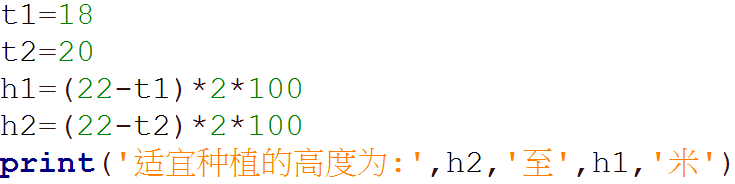 t1=18
t2=20
h1=(22-t1)*2*100
h2=(22-t2)*2*100
print('适宜种植的高度为:',h2,'至',h1,'米')